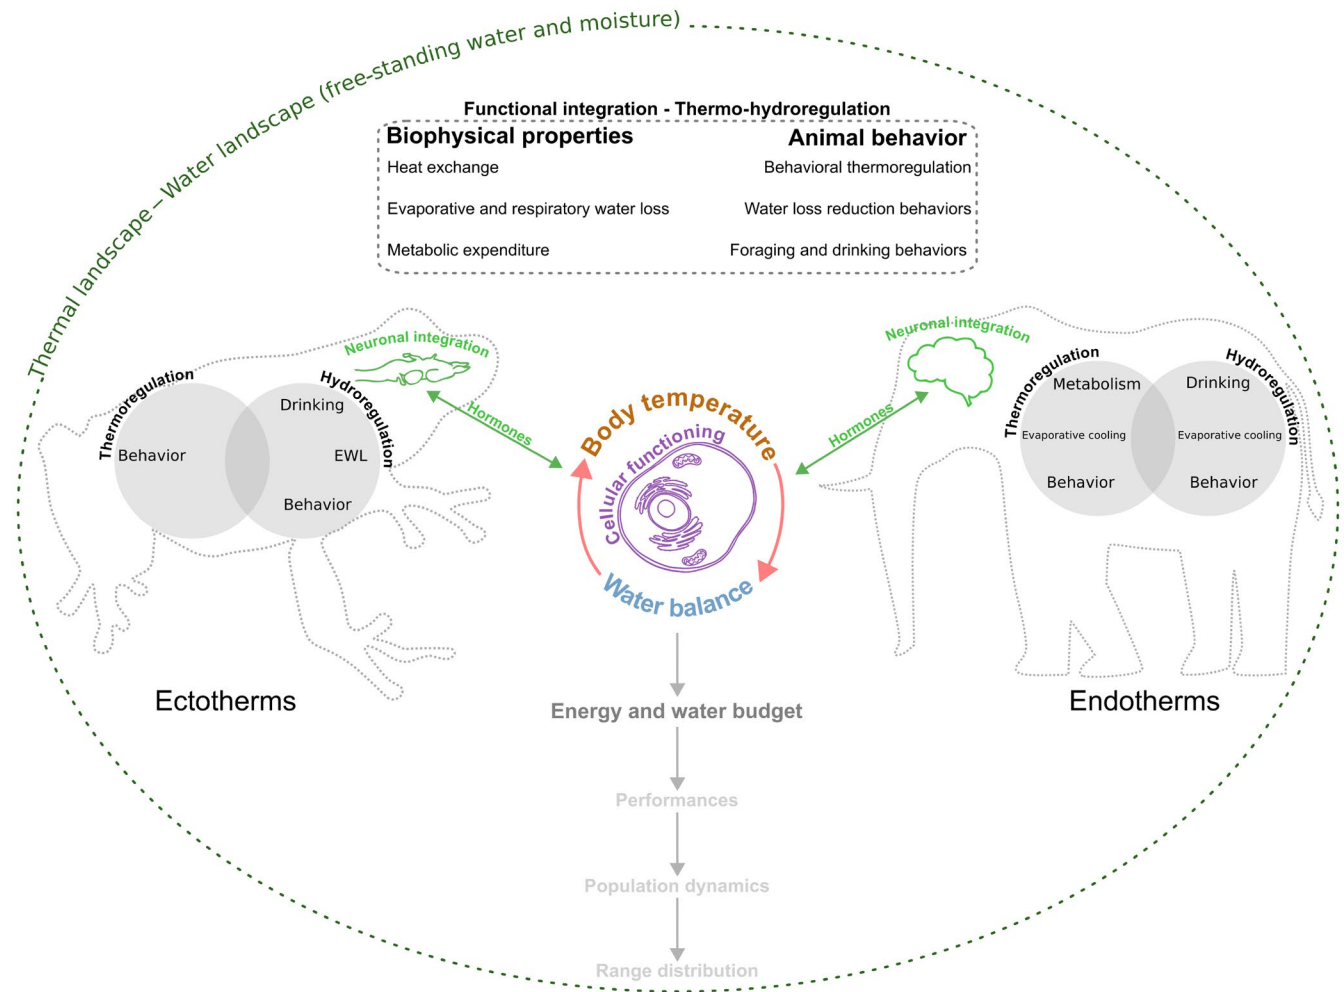 Thermal landscape – Water landscape (free-standing water and moisture)
Functional integration - Thermo-hydroregulation
Biophysical properties
Animal behavior
Heat exchange
Behavioral thermoregulation
Evaporative and respiratory water loss
Water loss reduction behaviors
Metabolic expenditure
Foraging and drinking behaviors
Neuronal integration
Thermoregulation
Hydroregulation
Drinking
Behavior
EWL
Behavior
Hormones
Ectotherms
Body temperature
Cellular functioning
Water balance
Neuronal integration
Hormones
Thermoregulation
Hydroregulation
Metabolism
Drinking
Evaporative cooling
Evaporative cooling
Behavior
Behavior
Endotherms
Energy and water budget
Performances
Population dynamics
Range distribution